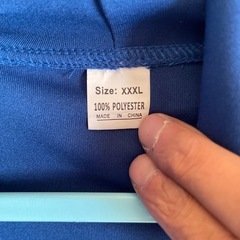 Size: XXXL
100% POLYESTER
MADE IN CHINA